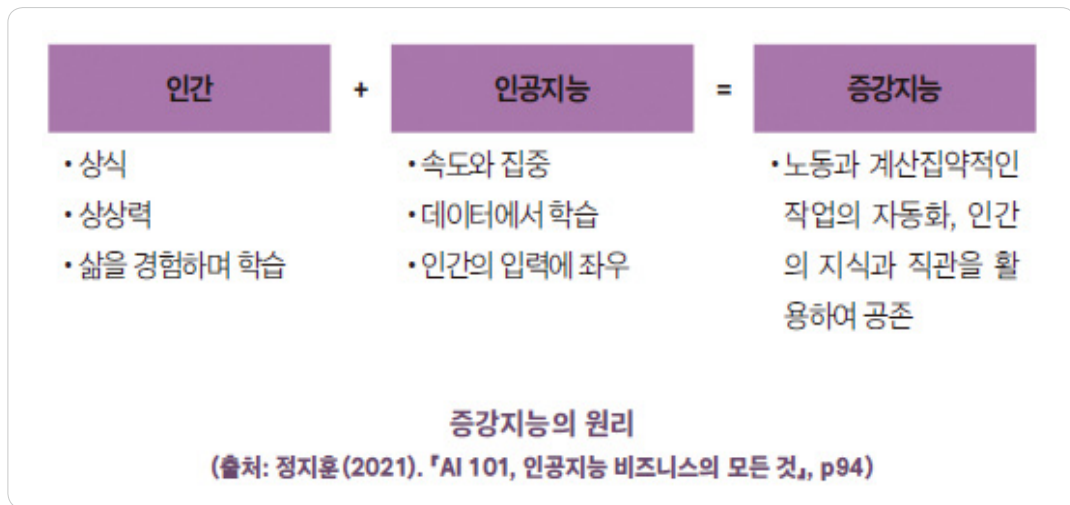 인간 + 인공지능 = 증강지능
• 상식
• 상상력
• 삶을 경험하며 학습
• 속도와 집중
• 데이터에서 학습
• 인간의 입력에 좌우
• 노동과 계산집약적인
작업의 자동화, 인간
의 지식과 직관을 활
용하여 공존
증강지능의 원리
(출처: 정지훈(2021). 『AI 101, 인공지능 비즈니스의 모든 것』, p94)